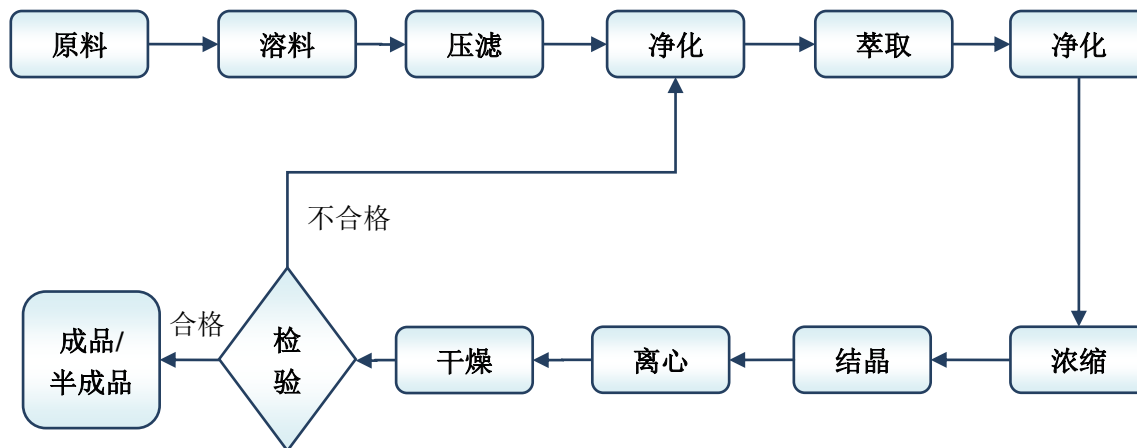 原料
溶料
压滤
净化
萃取
净化
不合格
成品/
半成品
合格
检
验
干燥
离心
结晶
浓缩